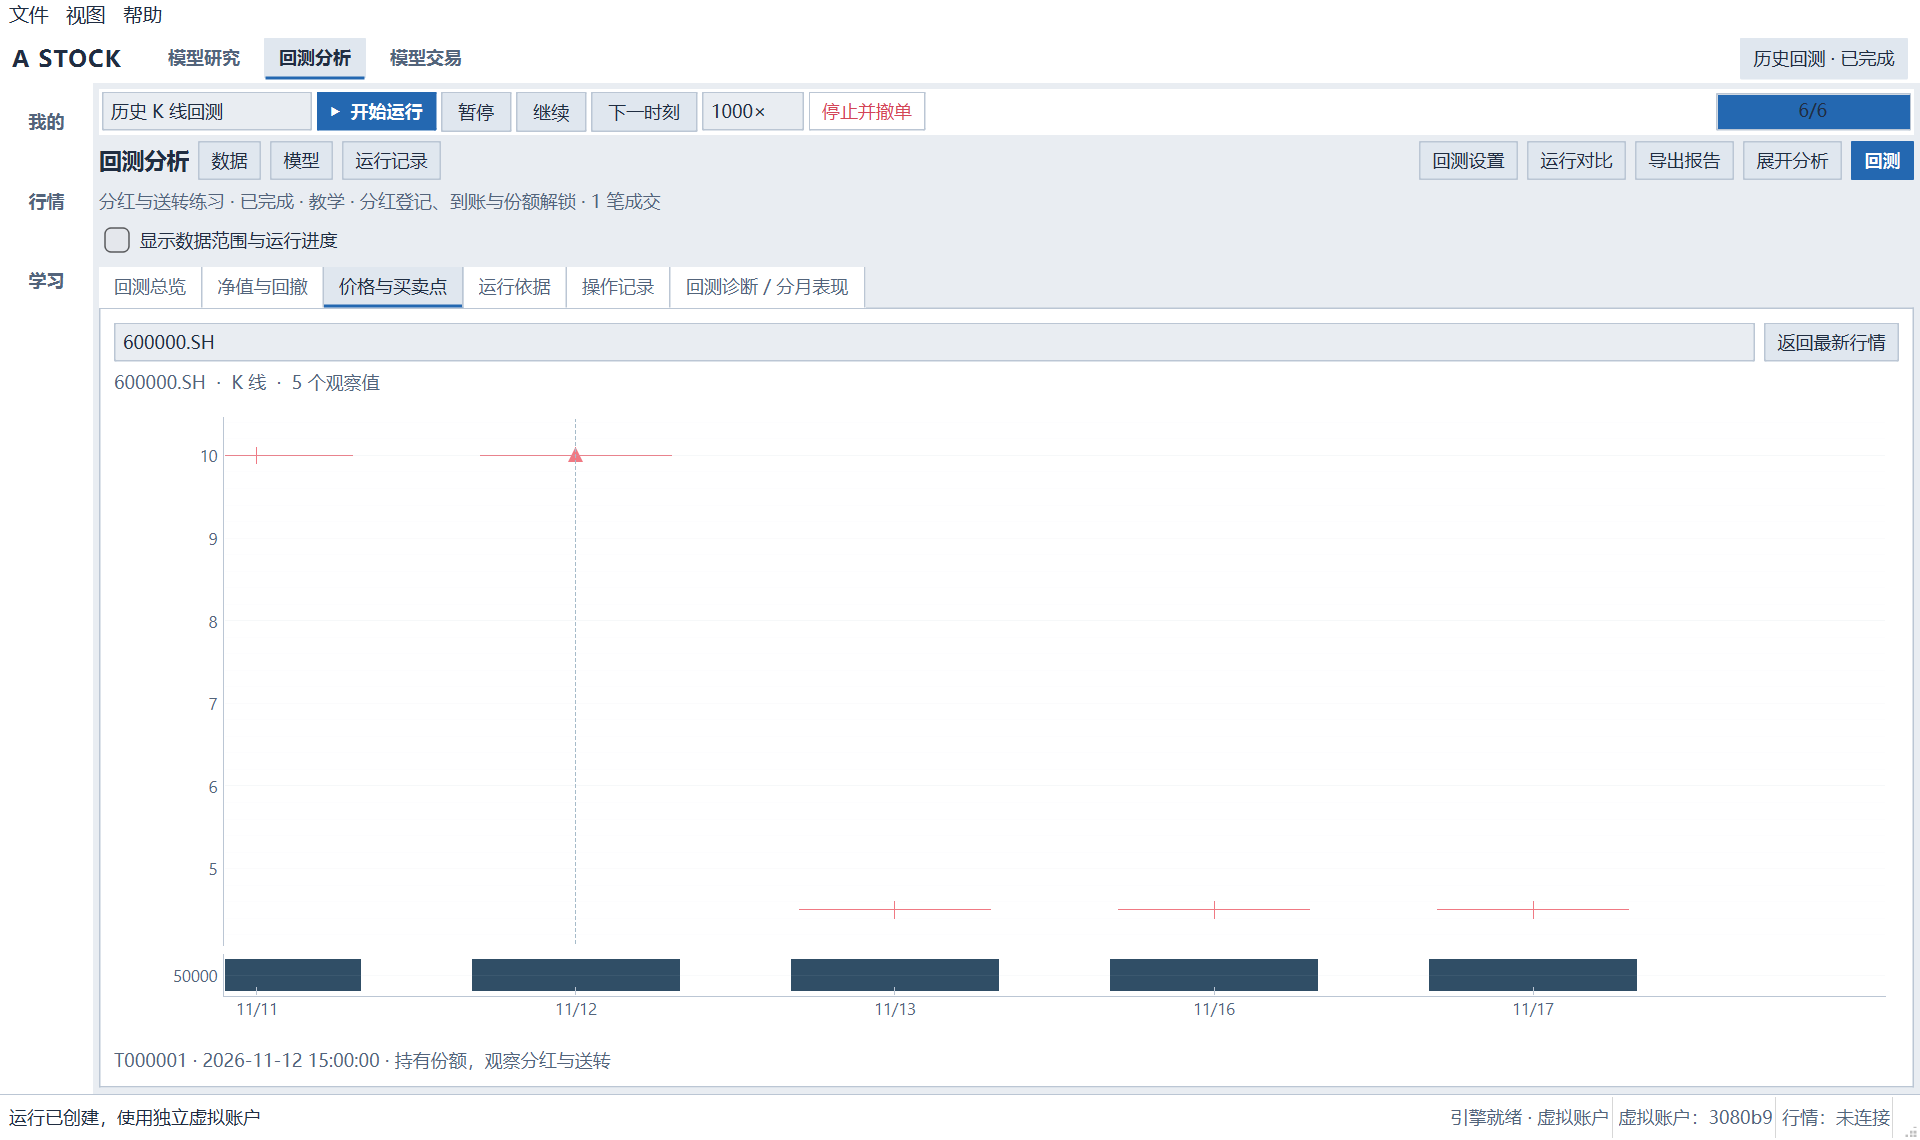 文件 视图 帮助
A STOCK 模型研究 回测分析 模型交易 历史回测 · 已完成
我的
行情
学习
历史 K 线回测 开始运行 暂停 继续 下一时刻 1000× 停止并撤单 6/6
回测分析 数据 模型 运行记录 回测设置 运行对比 导出报告 展开分析 回测
分红与送转练习 · 已完成 · 教学 · 分红登记、到账与份额解锁 · 1 笔成交
显示数据范围与运行进度
回测总览 净值与回撤 价格与买卖点 运行依据 操作记录 回测诊断 / 分月表现
600000.SH 返回最新行情
600000.SH · K 线 · 5 个观察值
10
9
8
7
6
5
50000
11/11 11/12 11/13 11/16 11/17
T000001 · 2026-11-12 15:00:00 · 持有份额，观察分红与送转
运行已创建，使用独立虚拟账户 引擎就绪 · 虚拟账户 虚拟账户：3080b9 行情：未连接